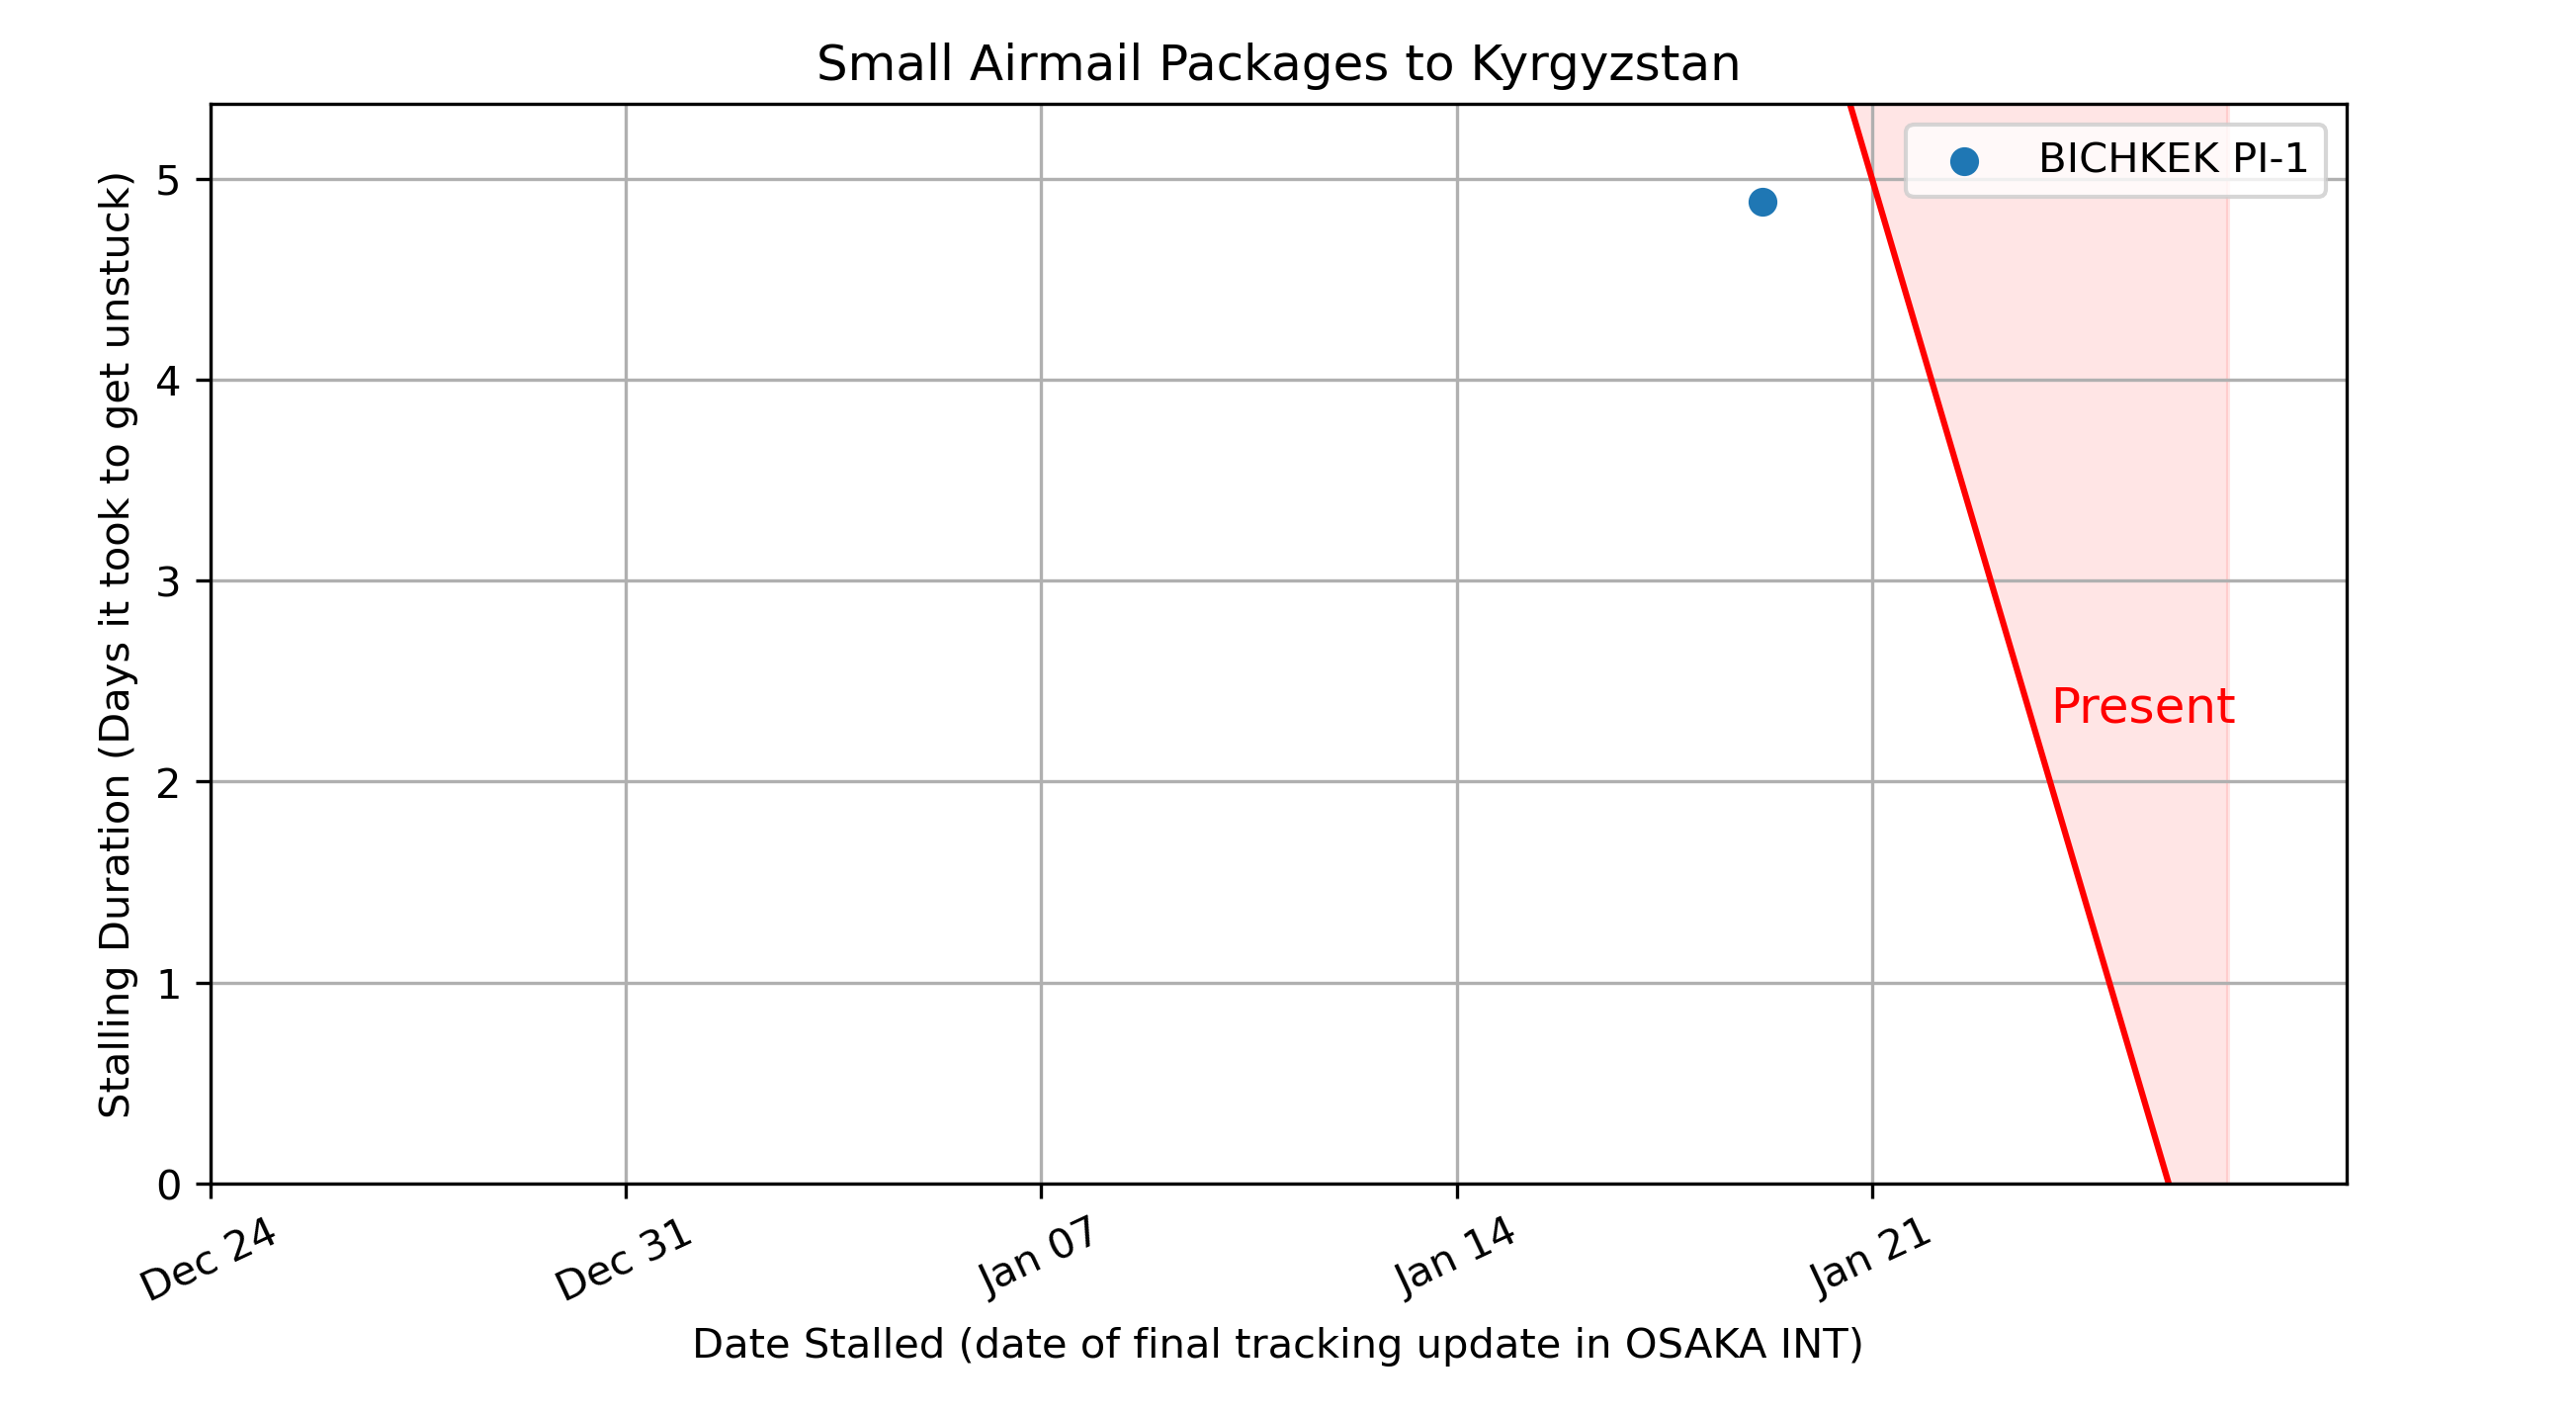 Small Airmail Packages to Kyrgyzstan
BICHKEK PI-1
Stalling Duration (Days it took to get unstuck)
5
4
3
2
1
0
Present
Dec 24
Dec 31
Jan 07
Jan 14
Jan 21
Date Stalled (date of final tracking update in OSAKA INT)